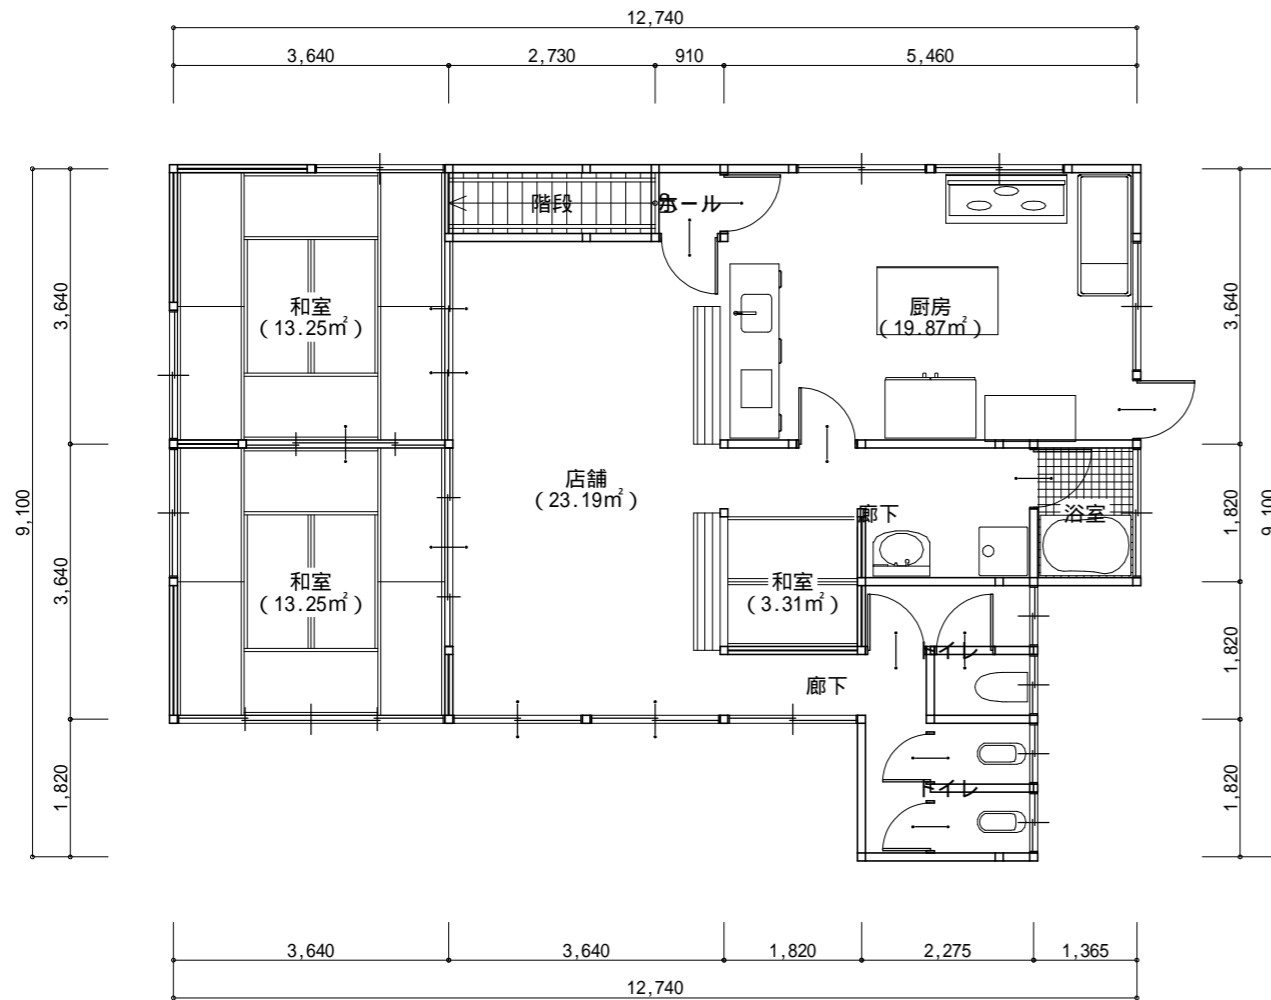 12,740
3,640
2,730
910
5,460
階段
ホール
和室
(13.25㎡)
厨房
(19.87㎡)
3,640
3,640
店舗
(23.19㎡)
9,100
廊下
浴室
1,820
9,100
3,640
和室
(13.25㎡)
和室
(3.31㎡)
トイレ
1,820
廊下
1,820
トイレ
1,820
3,640
3,640
1,820
2,275
1,365
12,740